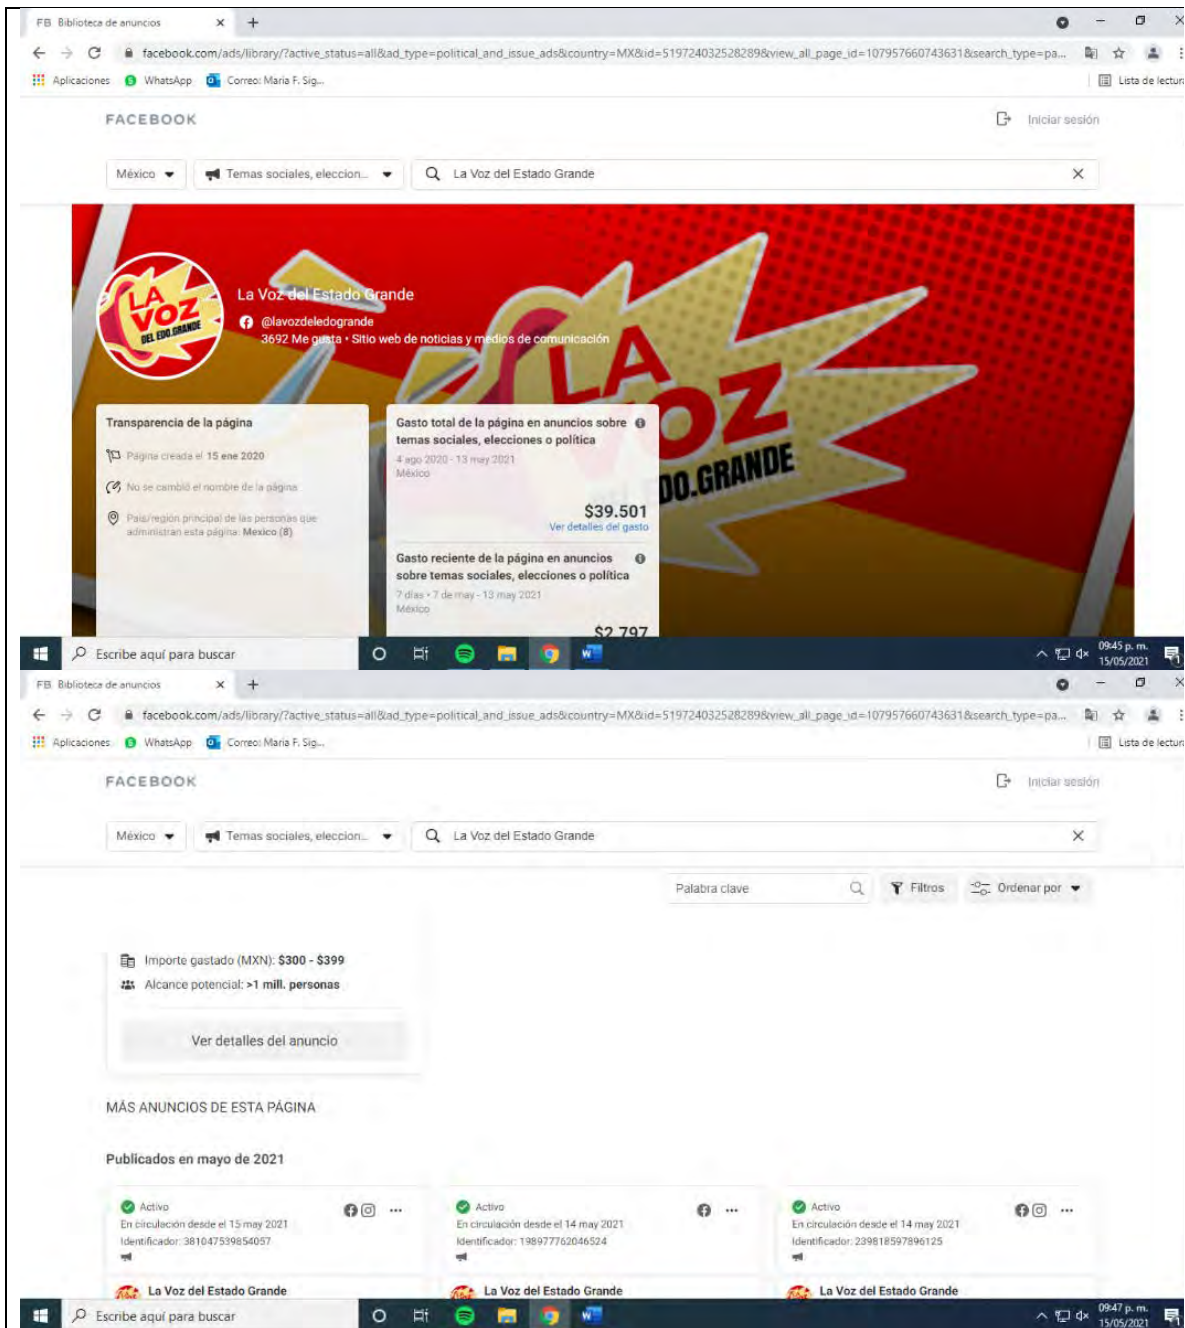 FB Biblioteca de anuncios
facebook.com/ads/library/?active_status=all&ad_type=political_and_issue_ads&country=MX&id=519724032528289&view_all_page_id=107957660743631&search_type=pa...
Aplicaciones WhatsApp Correo: Maria F. Sig... Lista de lectura
FACEBOOK Iniciar sesión
México Temas sociales, eleccion... La Voz del Estado Grande
LA VOZ DEL EDO.GRANDE
La Voz del Estado Grande
@lavozdeledogrande
3692 Me gusta • Sitio web de noticias y medios de comunicación
LA VOZ
DO.GRANDE
Transparencia de la página
Página creada el 15 ene 2020
No se cambió el nombre de la página
País/región principal de las personas que
administran esta página: Mexico (8)
Gasto total de la página en anuncios sobre
temas sociales, elecciones o política
4 ago 2020 - 13 may 2021
México
$39.501
Ver detalles del gasto
Gasto reciente de la página en anuncios
sobre temas sociales, elecciones o política
7 días • 7 de may - 13 may 2021
México
$2.797
Escribe aquí para buscar
09:45 p. m.
15/05/2021
FB Biblioteca de anuncios
facebook.com/ads/library/?active_status=all&ad_type=political_and_issue_ads&country=MX&id=519724032528289&view_all_page_id=107957660743631&search_type=pa...
Aplicaciones WhatsApp Correo: Maria F. Sig... Lista de lectura
FACEBOOK Iniciar sesión
México Temas sociales, eleccion... La Voz del Estado Grande
Palabra clave Filtros Ordenar por
Importe gastado (MXN): $300 - $399
Alcance potencial: >1 mill. personas
Ver detalles del anuncio
MÁS ANUNCIOS DE ESTA PÁGINA
Publicados en mayo de 2021
Activo
En circulación desde el 15 may 2021
Identificador: 381047539854057
La Voz del Estado Grande
Activo
En circulación desde el 14 may 2021
Identificador: 198977762046524
La Voz del Estado Grande
Activo
En circulación desde el 14 may 2021
Identificador: 239818597896125
La Voz del Estado Grande
Escribe aquí para buscar
09:47 p. m.
15/05/2021